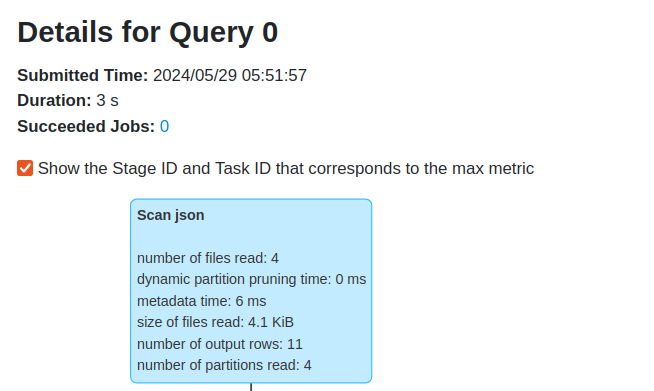 Details for Query 0
Submitted Time: 2024/05/29 05:51:57
Duration: 3 s
Succeeded Jobs: 0
Show the Stage ID and Task ID that corresponds to the max metric
Scan json
number of files read: 4
dynamic partition pruning time: 0 ms
metadata time: 6 ms
size of files read: 4.1 KiB
number of output rows: 11
number of partitions read: 4